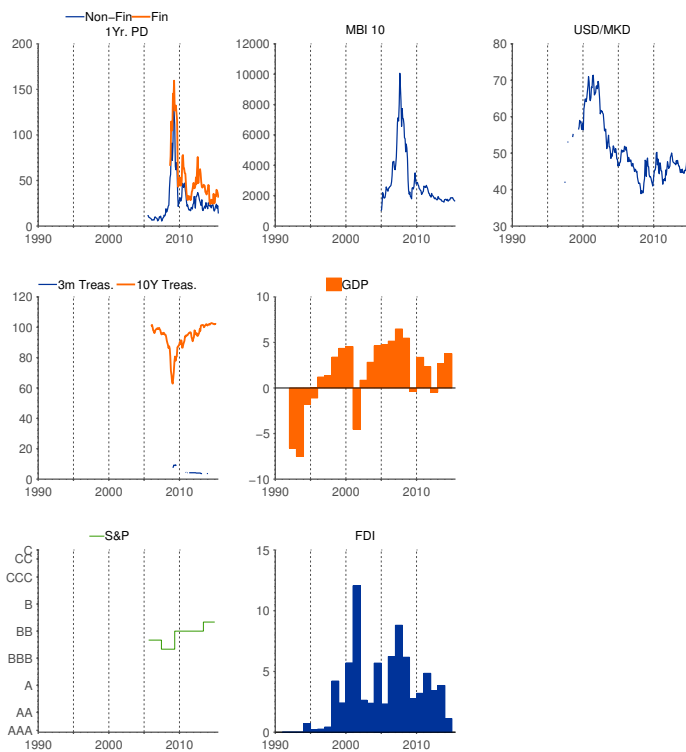 Non−Fin Fin
1Yr. PD
MBI 10
USD/MKD
200
150
100
50
0
1990 2000 2010
12000
10000
8000
6000
4000
2000
0
1990 2000 2010
80
70
60
50
40
30
1990 2000 2010
3m Treas. 10Y Treas.
GDP
120
100
80
60
40
20
0
1990 2000 2010
10
5
0
−5
−10
1990 2000 2010
S&P
FDI
C
CC
CCC
B
BB
BBB
A
AA
AAA
1990 2000 2010
15
10
5
0
1990 2000 2010